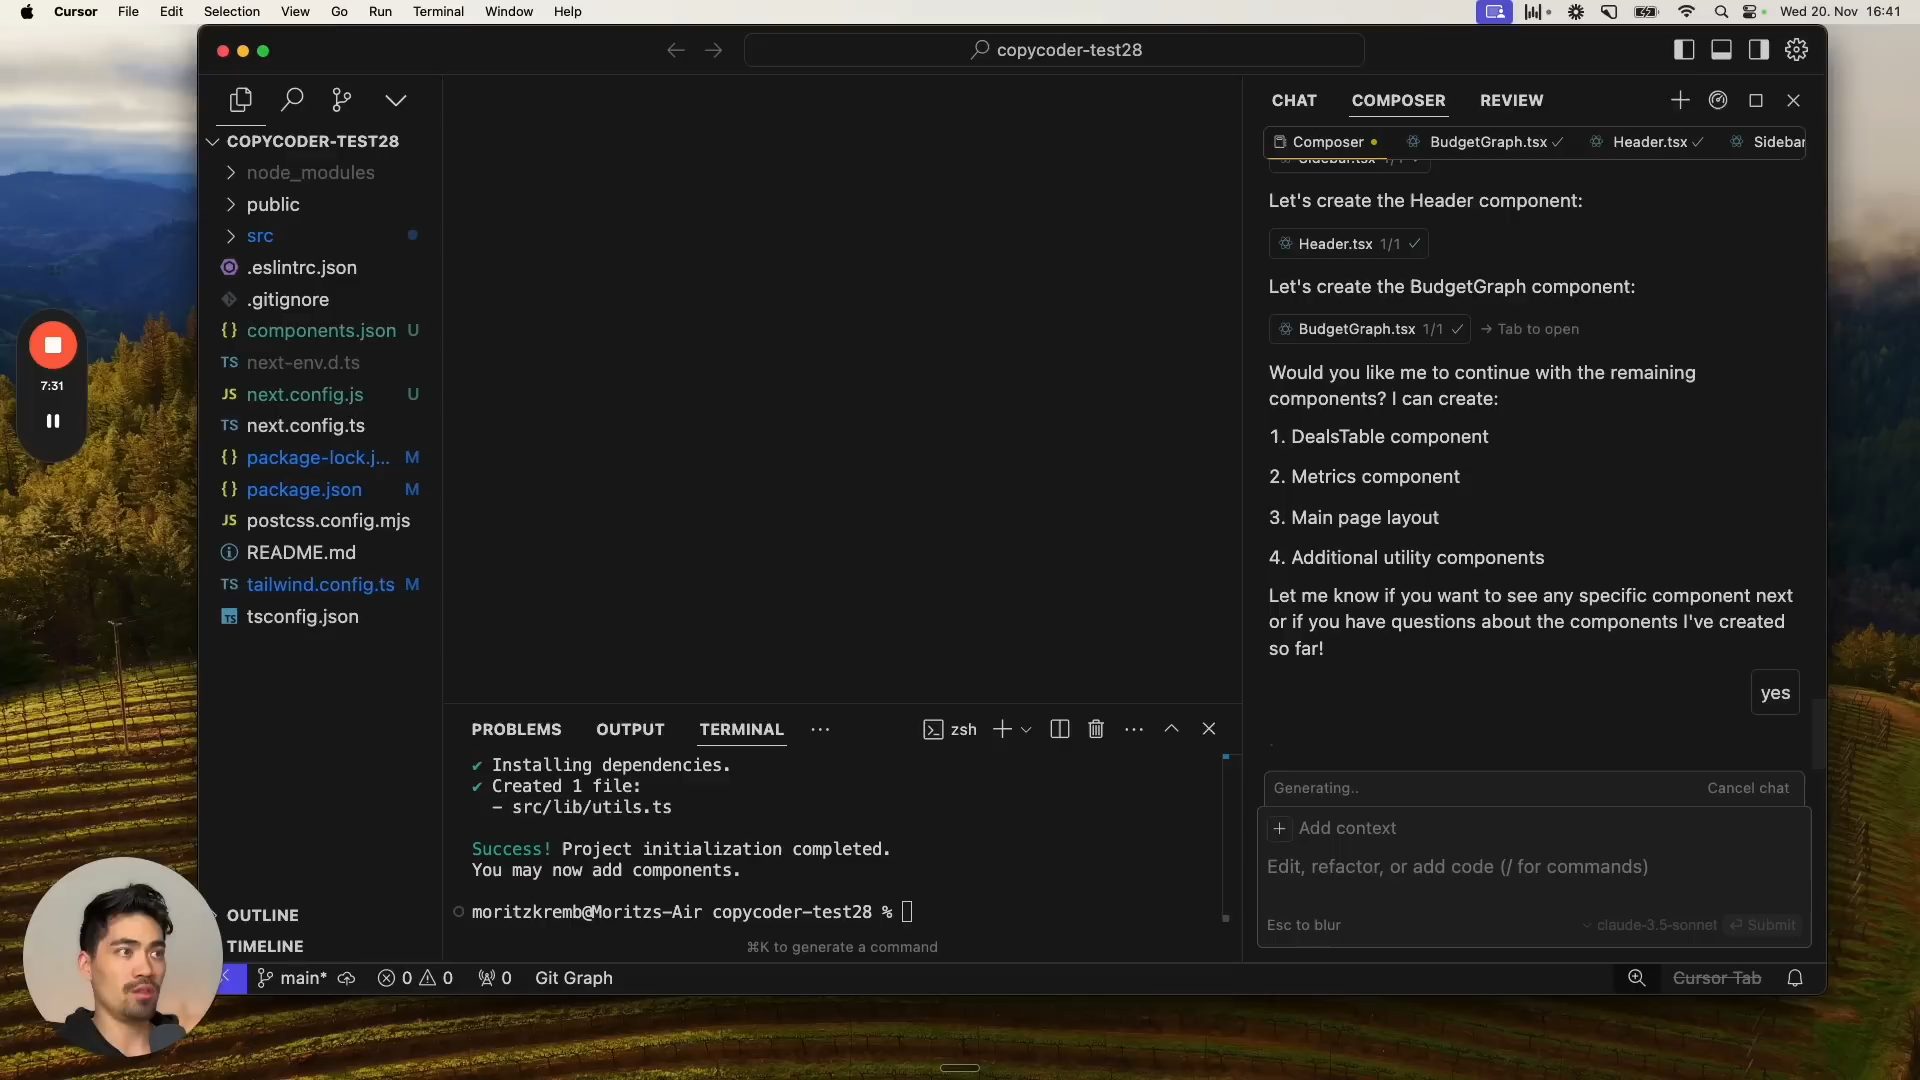 Cursor File Edit Selection View Go Run Terminal Window Help
Wed 20. Nov 16:41
copycoder-test28
COPYCODER-TEST28
node_modules
public
src
.eslintrc.json
.gitignore
components.json U
next-env.d.ts
next.config.js U
next.config.ts
package-lock.j... M
package.json M
postcss.config.mjs
README.md
tailwind.config.ts M
tsconfig.json
OUTLINE
TIMELINE
7:31
PROBLEMS OUTPUT TERMINAL ... zsh
✔ Installing dependencies.
✔ Created 1 file:
– src/lib/utils.ts
Success! Project initialization completed.
You may now add components.
moritzkremb@Moritzs-Air copycoder-test28 %
⌘K to generate a command
CHAT COMPOSER REVIEW
Composer BudgetGraph.tsx Header.tsx Sidebar
Sidebar.tsx 1/1
Let's create the Header component:
Header.tsx 1/1
Let's create the BudgetGraph component:
BudgetGraph.tsx 1/1 → Tab to open
Would you like me to continue with the remaining
components? I can create:
1. DealsTable component
2. Metrics component
3. Main page layout
4. Additional utility components
Let me know if you want to see any specific component next
or if you have questions about the components I've created
so far!
yes
Generating.. Cancel chat
+ Add context
Edit, refactor, or add code (/ for commands)
Esc to blur claude-3.5-sonnet Submit
main* 0 0 0 Git Graph Cursor Tab